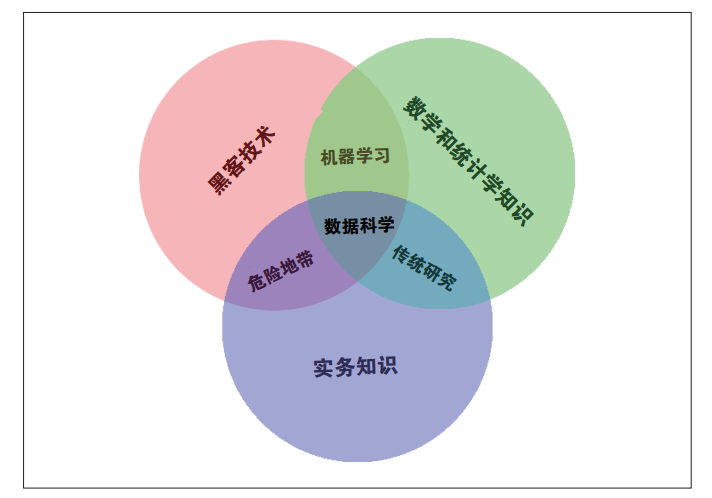 黑客技术
数学和统计学知识
机器学习
数据科学
危险地带
传统研究
实务知识